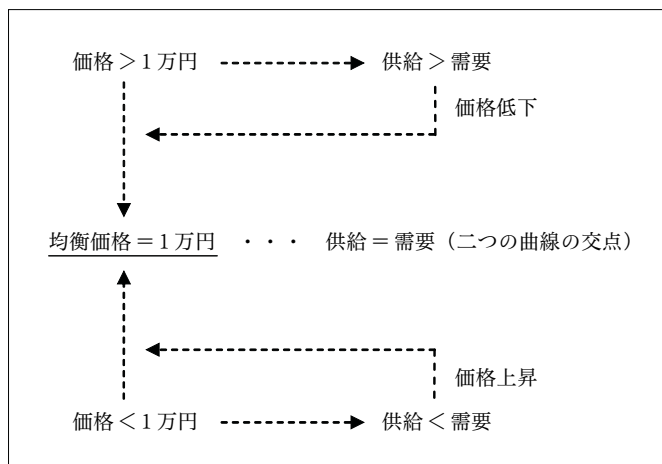 価格＞１万円　供給＞需要
価格低下
均衡価格＝１万円　・・・　供給＝需要（二つの曲線の交点）
価格上昇
価格＜１万円　供給＜需要